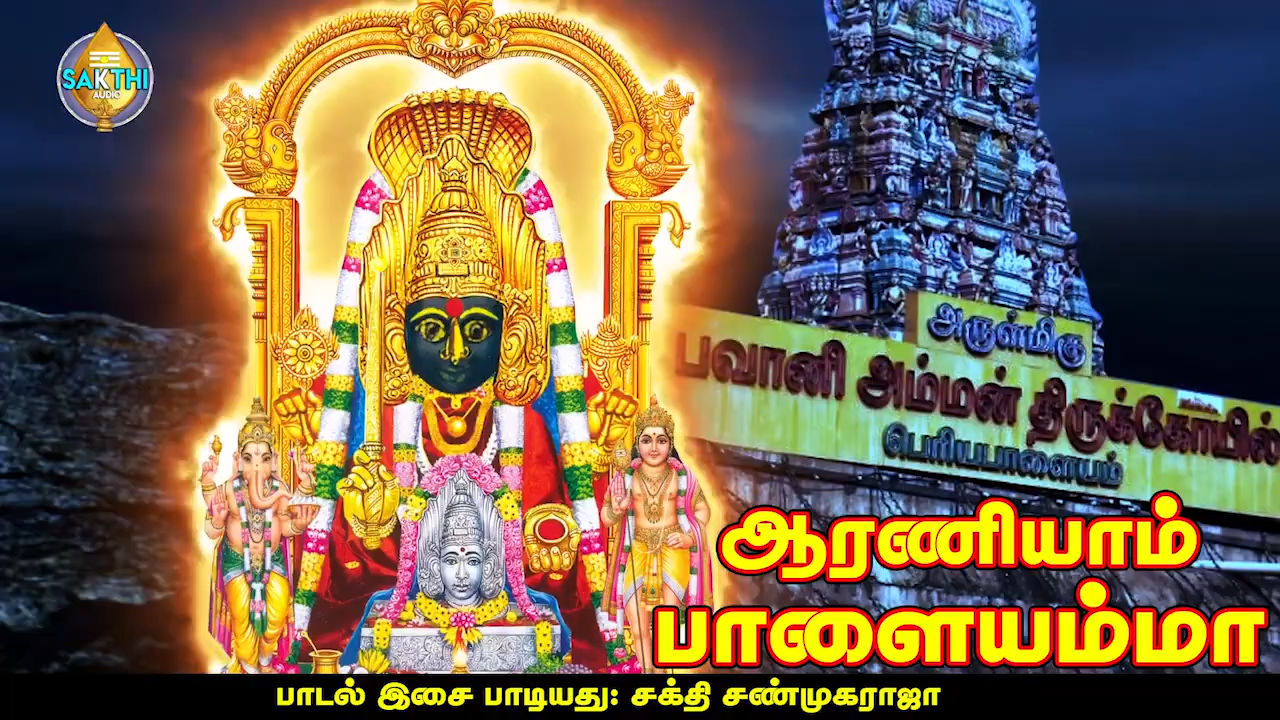 SAKTHI
AUDIO
அருள்மிகு
பவானி அம்மன் திருக்கோயில்
பெரியபாளையம்
ஆரணியாம்
பாளையம்மா
பாடல் இசை பாடியது: சக்தி சண்முகராஜா